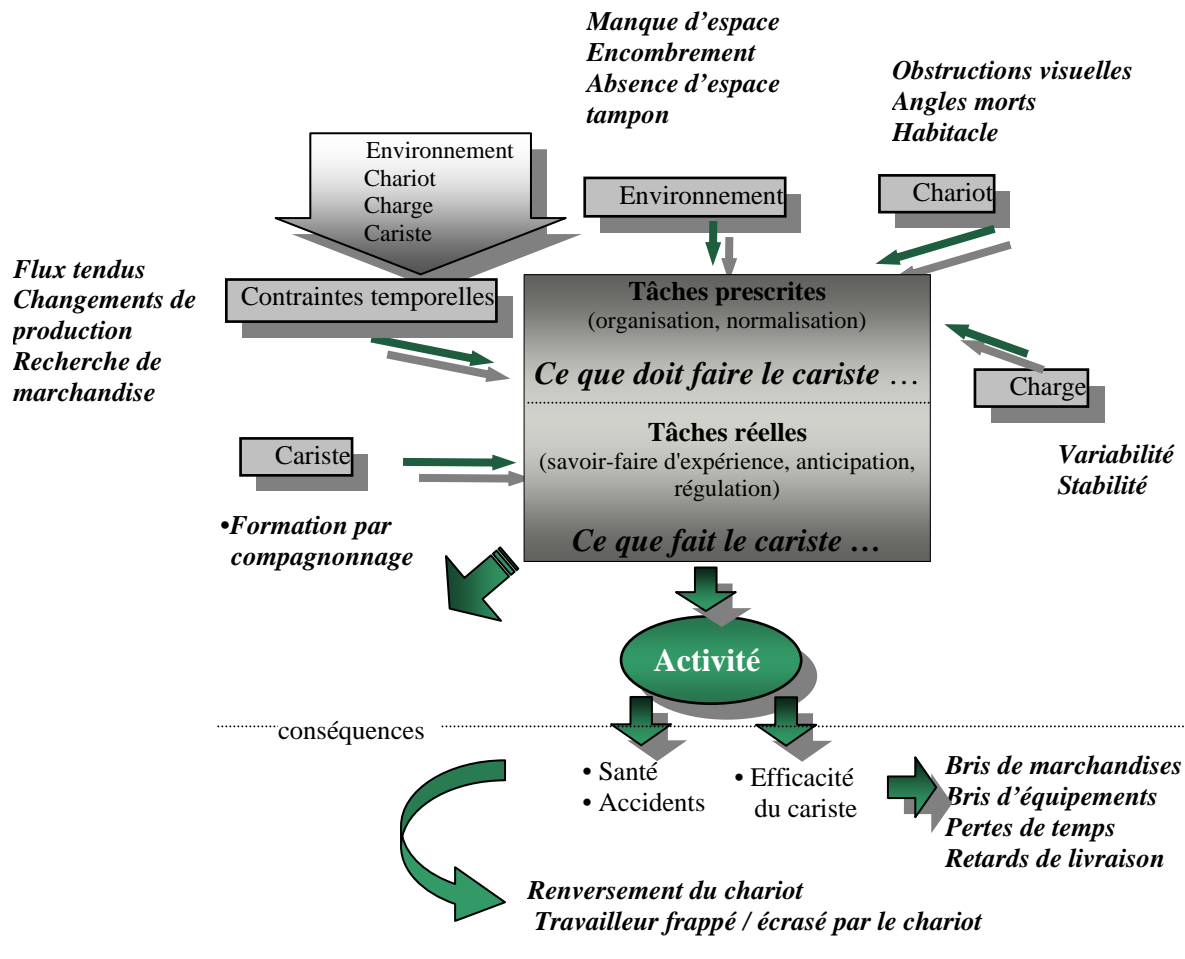 Manque d'espace
Encombrement
Absence d'espace
tampon
Obstructions visuelles
Angles morts
Habitacle
Environnement
Chariot
Charge
Cariste
Environnement
Chariot
Flux tendus
Changements de
production
Recherche de
marchandise
Contraintes temporelles
Tâches prescrites
(organisation, normalisation)
Ce que doit faire le cariste …
Charge
Variabilité
Stabilité
Cariste
•Formation par
compagnonnage
Tâches réelles
(savoir-faire d'expérience, anticipation,
régulation)
Ce que fait le cariste …
Activité
conséquences
• Santé
• Accidents
• Efficacité
du cariste
Bris de marchandises
Bris d'équipements
Pertes de temps
Retards de livraison
Renversement du chariot
Travailleur frappé / écrasé par le chariot